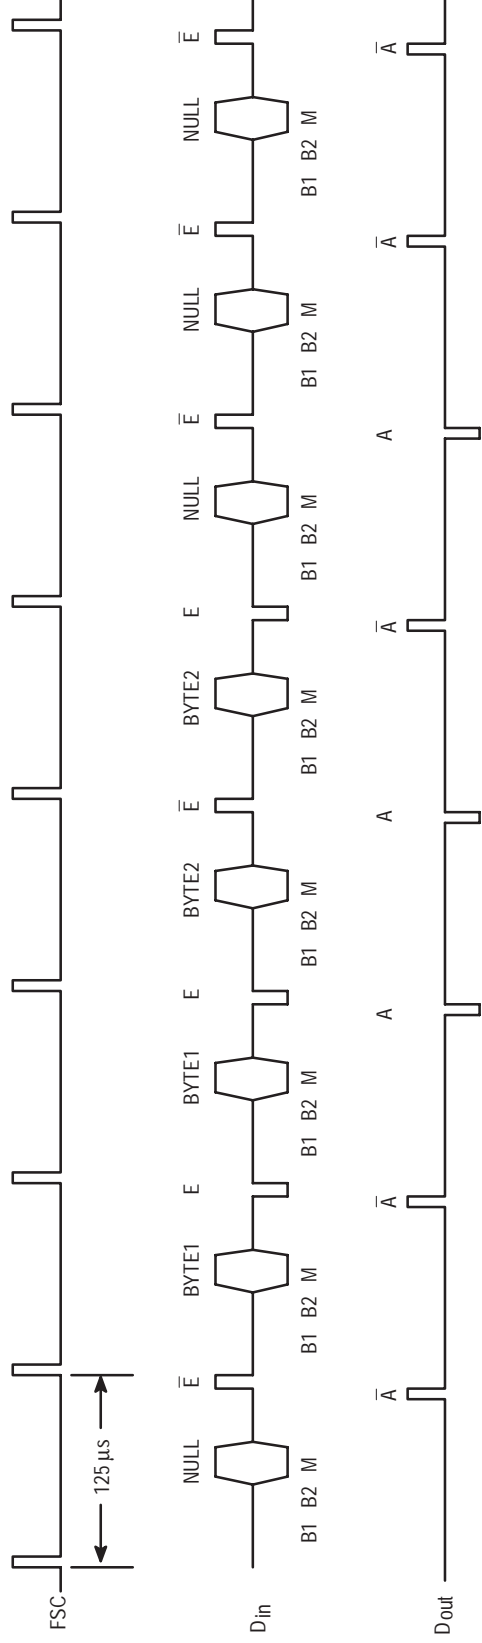 FSC
125 μs
NULL E̅ BYTE1 E BYTE1 E BYTE2 E̅ BYTE2 E NULL E̅ NULL E̅ NULL E̅
Din
B1 B2 M B1 B2 M B1 B2 M B1 B2 M B1 B2 M B1 B2 M B1 B2 M B1 B2 M
A̅ A̅ A A A̅ A A̅ A̅
Dout